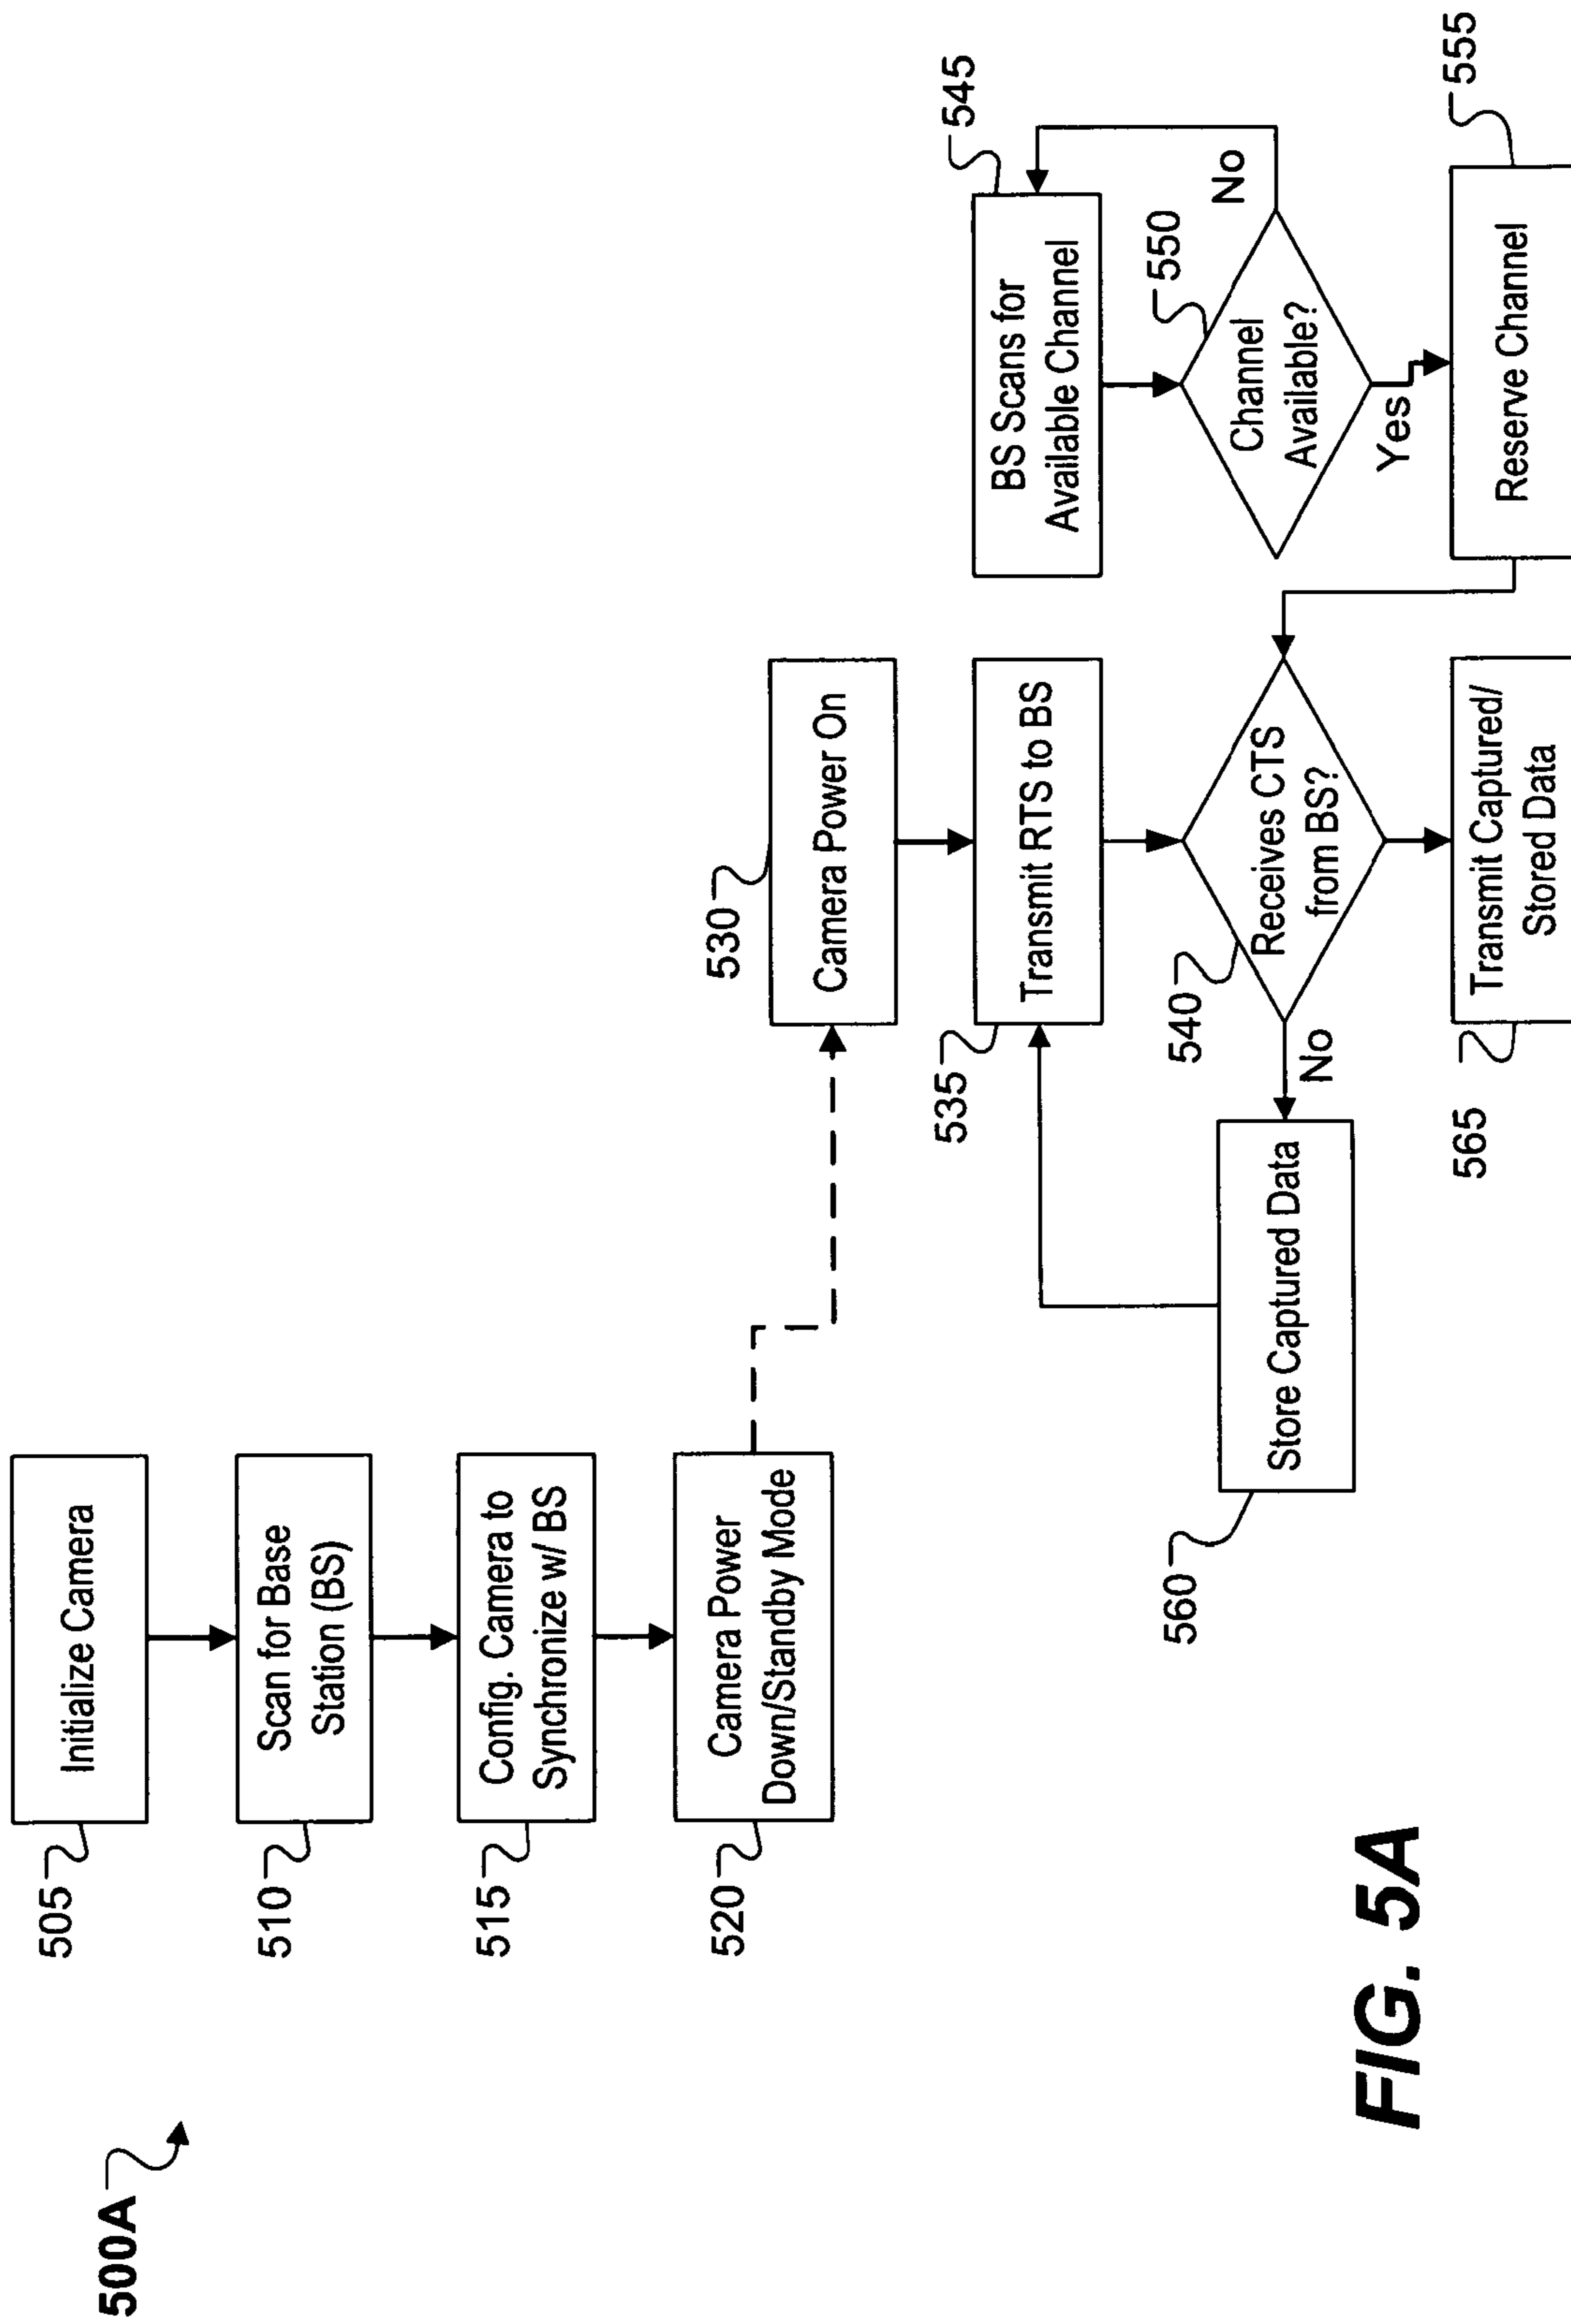 500A
505
Initialize Camera
510
Scan for Base
Station (BS)
515
Config. Camera to
Synchronize w/ BS
520
Camera Power
Down/Standby Mode
530
Camera Power On
535
Transmit RTS to BS
540
Receives CTS
from BS?
No
560
Store Captured Data
565
Transmit Captured/
Stored Data
545
BS Scans for
Available Channel
550
Channel
Available?
No
Yes
555
Reserve Channel
FIG. 5A